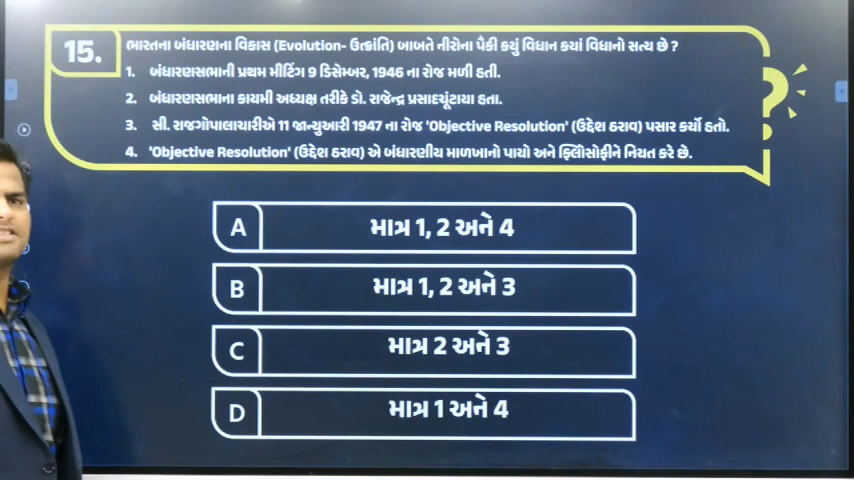 15. ભારતના બંધારણના વિકાસ (Evolution- ઉત્ક્રાંતિ) બાબતે નીરોના પૈકી કયું વિધાન કયાં વિધાનો સત્ય છે ?
1. બંધારણસભાની પ્રથમ મીટિંગ 9 ડિસેમ્બર, 1946 ના રોજ મળી હતી.
2. બંધારણસભાના કાયમી અધ્યક્ષ તરીકે ડો. રાજેન્દ્ર પ્રસાદચૂંટાયા હતા.
3. સી. રાજગોપાલાચારીએ 11 જાન્યુઆરી 1947 ના રોજ 'Objective Resolution' (ઉદ્દેશ ઠરાવ) પસાર કર્યો હતો.
4. 'Objective Resolution' (ઉદ્દેશ ઠરાવ) એ બંધારણીય માળખાનો પાયો અને ફિલોસોફીને નિયત કરે છે.
A માત્ર 1, 2 અને 4
B માત્ર 1, 2 અને 3
C માત્ર 2 અને 3
D માત્ર 1 અને 4